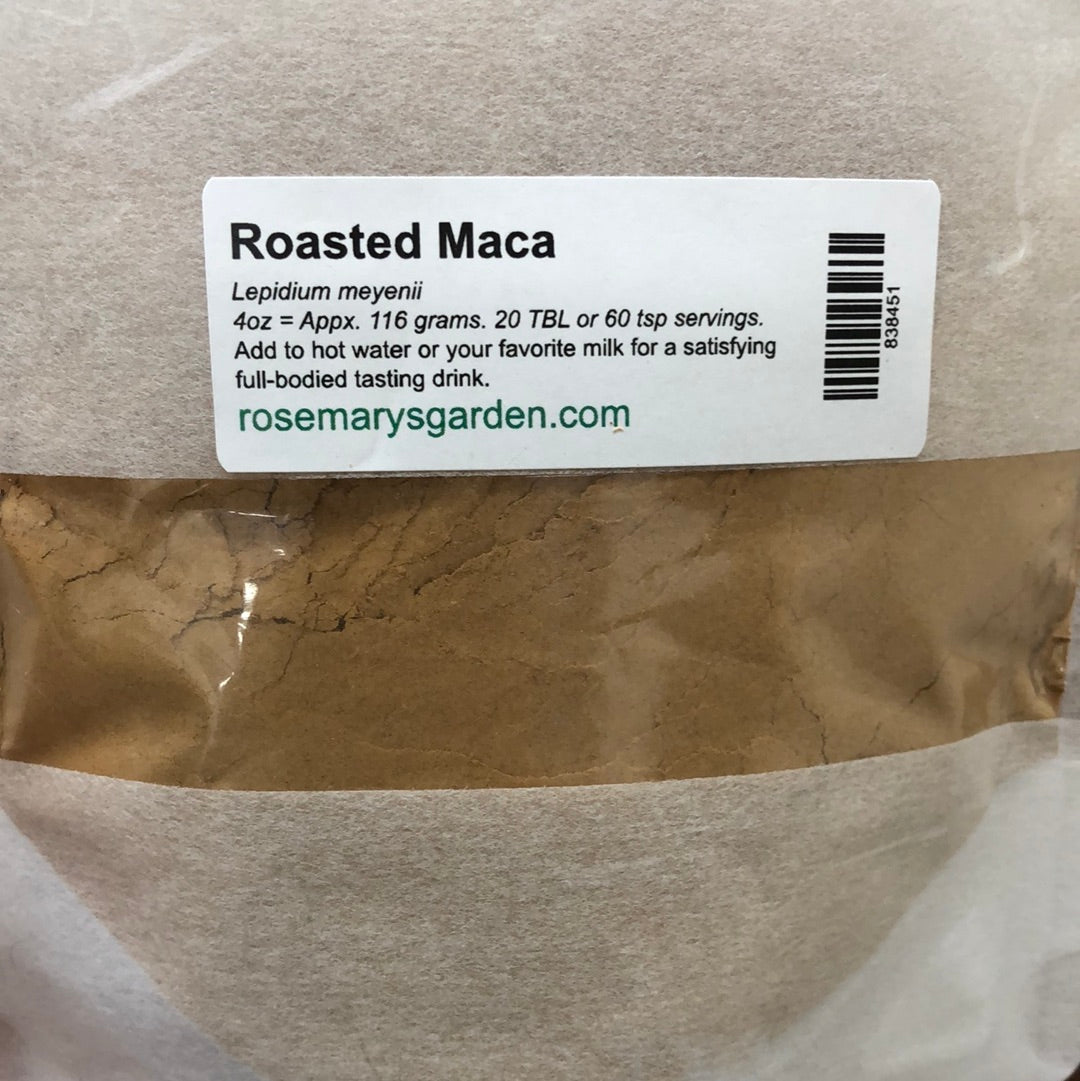 Roasted Maca
Lepidium meyenii
4oz = Appx. 116 grams. 20 TBL or 60 tsp servings.
Add to hot water or your favorite milk for a satisfying
full-bodied tasting drink.
rosemarysgarden.com
838451